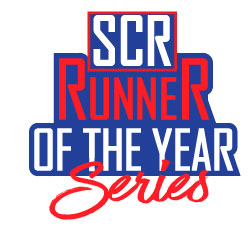 SCR
RUNNER
OF THE YEAR
Series